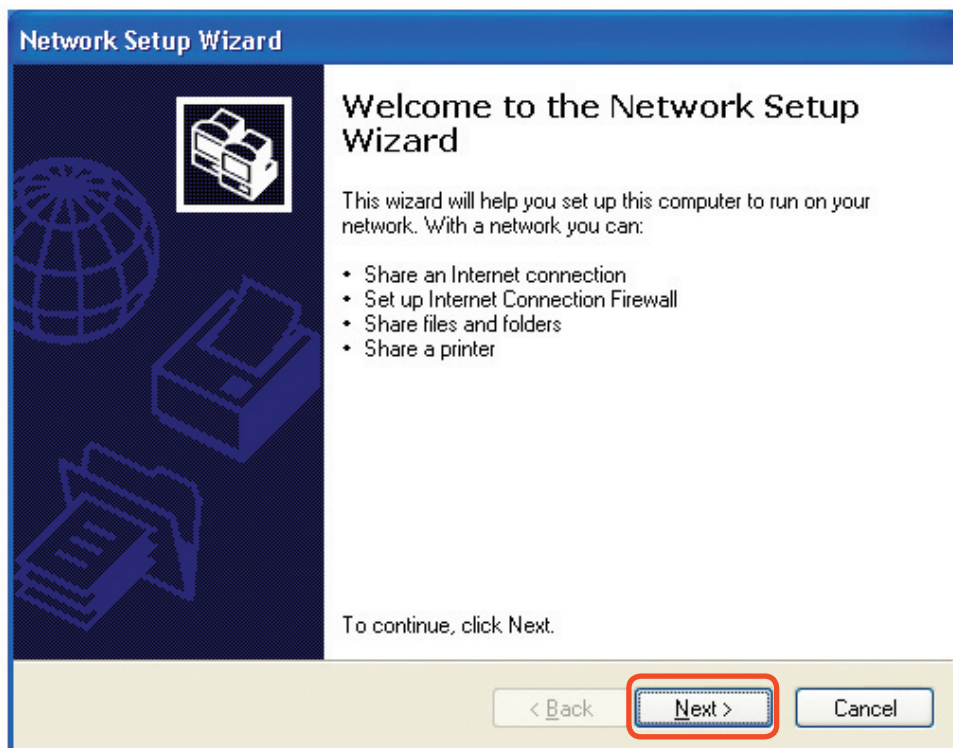 Network Setup Wizard
Welcome to the Network Setup
Wizard
This wizard will help you set up this computer to run on your
network. With a network you can:
• Share an Internet connection
• Set up Internet Connection Firewall
• Share files and folders
• Share a printer
To continue, click Next.
< Back Next > Cancel